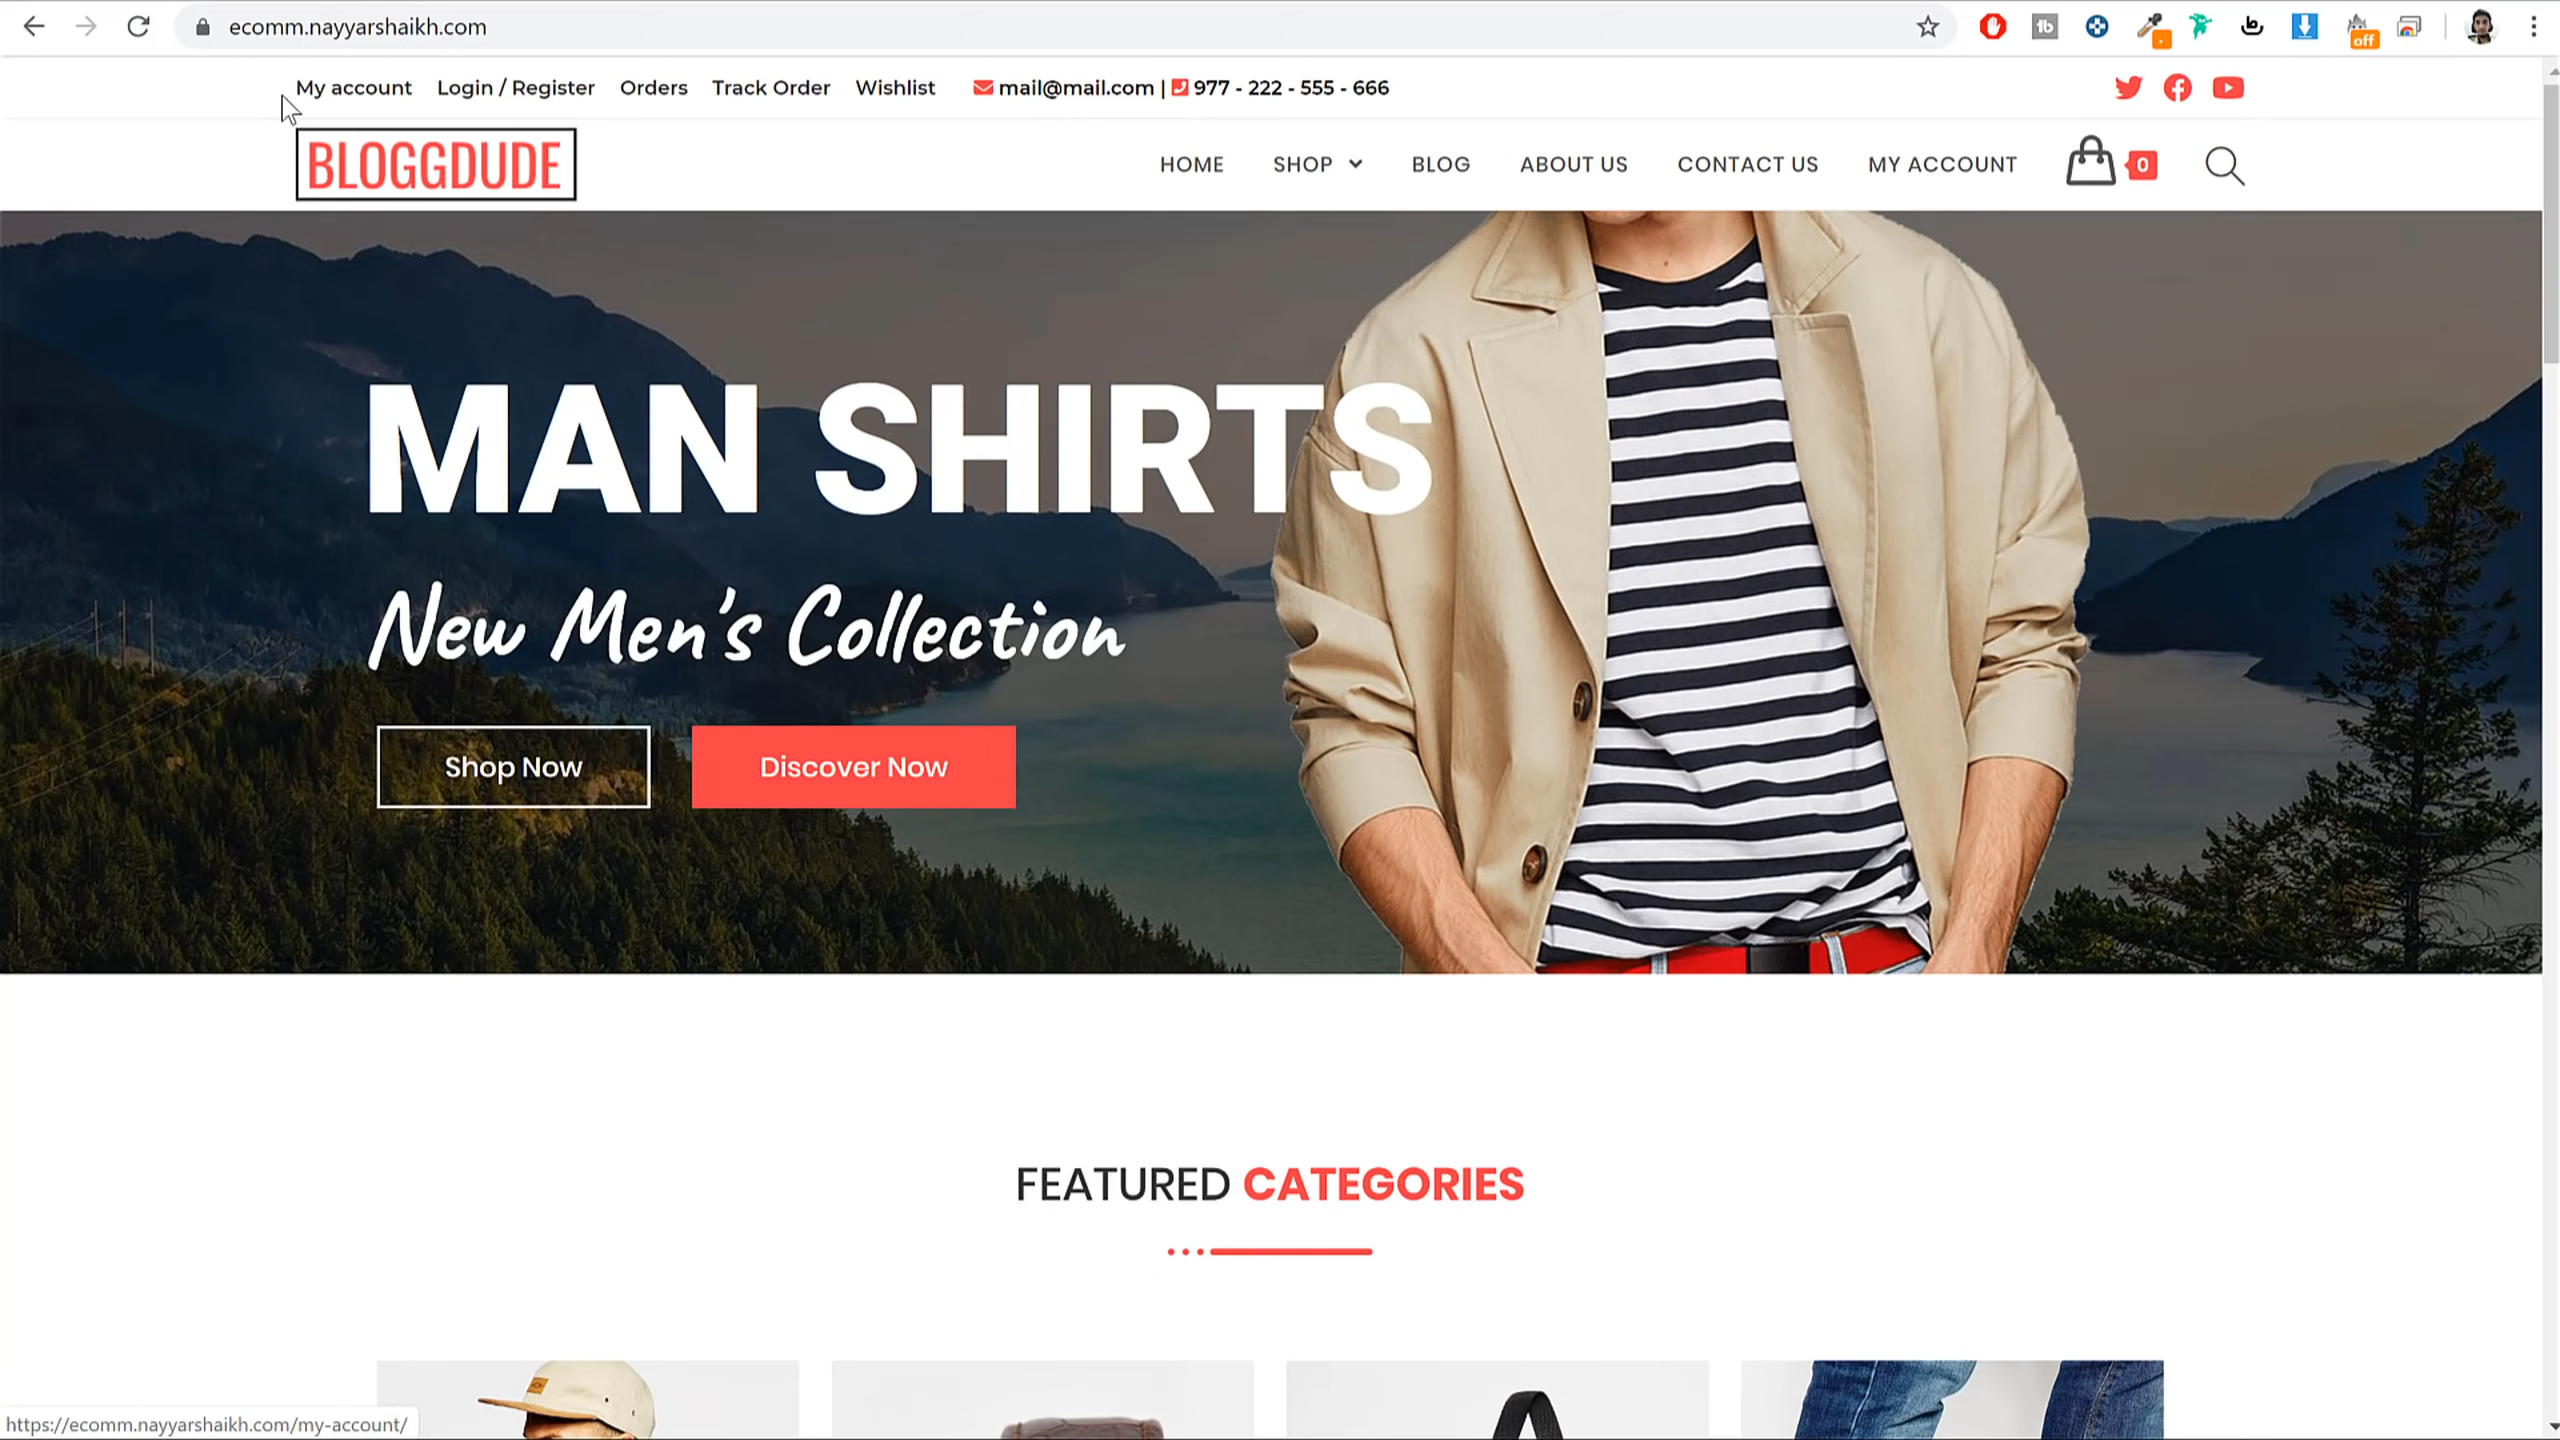 ecomm.nayyarshaikh.com
off
My account Login / Register Orders Track Order Wishlist mail@mail.com | 977 - 222 - 555 - 666
BLOGGDUDE
HOME SHOP BLOG ABOUT US CONTACT US MY ACCOUNT 0
MAN SHIRTS
New Men's Collection
Shop Now Discover Now
FEATURED CATEGORIES
https://ecomm.nayyarshaikh.com/my-account/